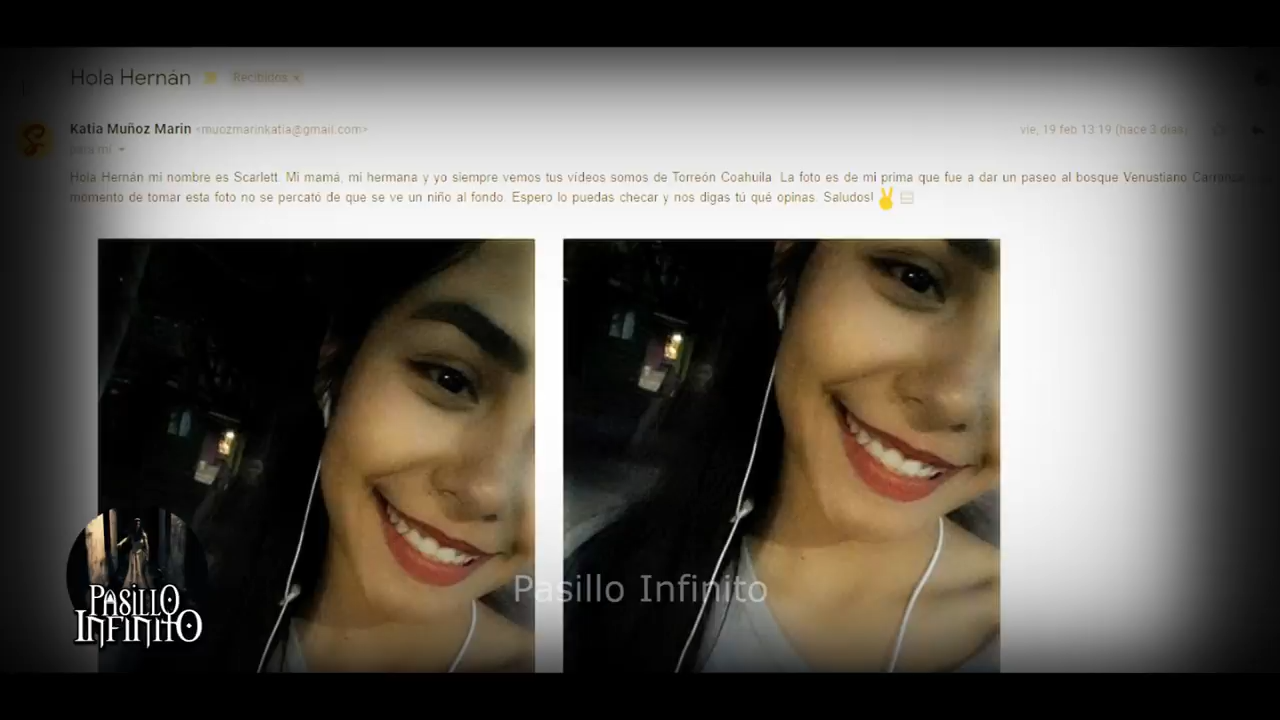 Hola Hernán Recibidos
Katia Muñoz Marin <muozmarinkatia@gmail.com> vie, 19 feb 13:19 (hace 3 días)
para mí
Hola Hernán mi nombre es Scarlett. Mi mamá, mi hermana y yo siempre vemos tus vídeos somos de Torreón Coahuila. La foto es de mi prima que fue a dar un paseo al bosque Venustiano Carranza
momento de tomar esta foto no se percató de que se ve un niño al fondo. Espero lo puedas checar y nos digas tú qué opinas. Saludos!
Pasillo Infinito
PASILLO
INFINITO